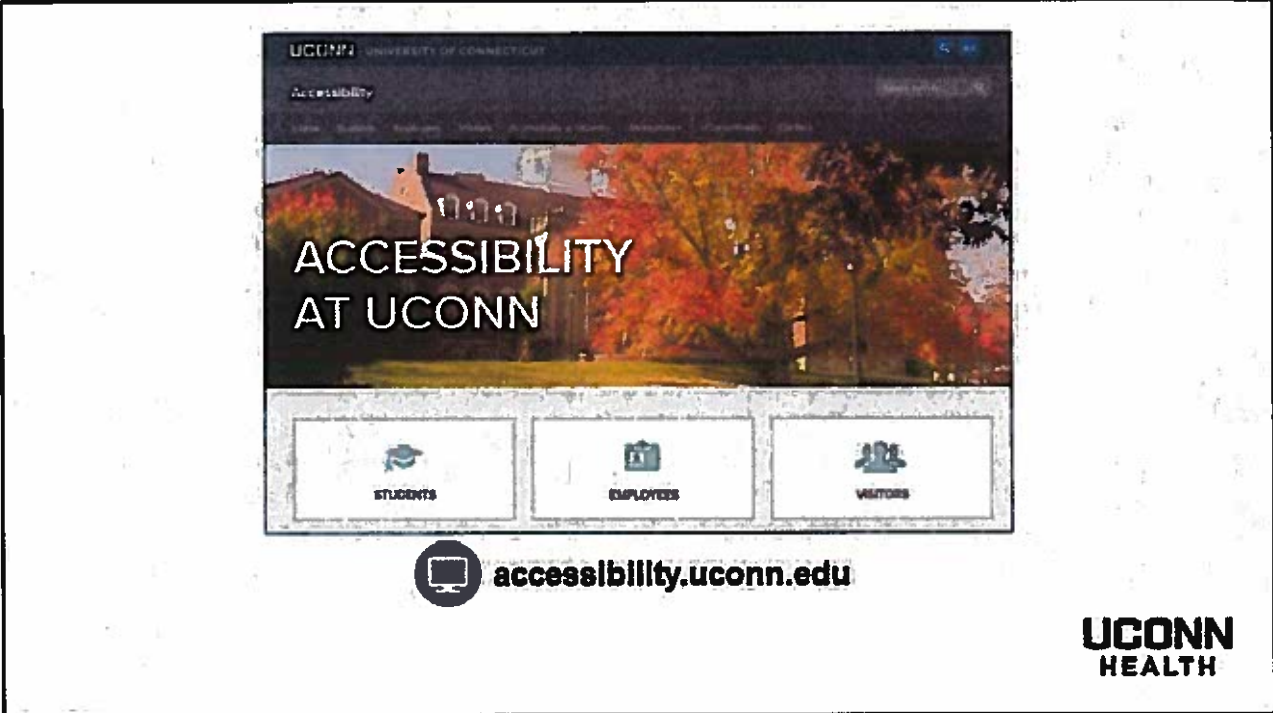 UCONN UNIVERSITY OF CONNECTICUT
Accessibility
ACCESSIBILITY
AT UCONN
STUDENTS
EMPLOYEES
VISITORS
accessibility.uconn.edu
UCONN
HEALTH